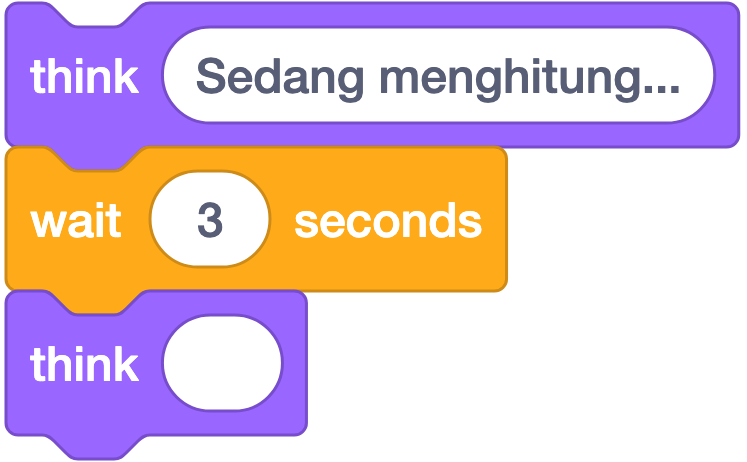 think Sedang menghitung...
wait 3 seconds
think